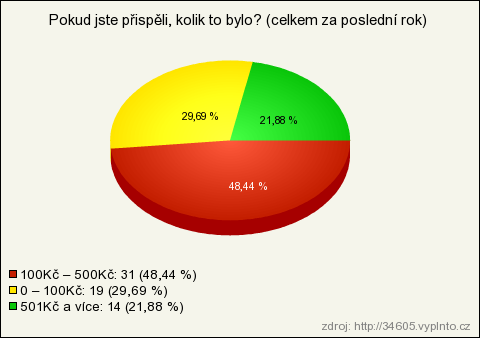 Pokud jste přispěli, kolik to bylo? (celkem za poslední rok)
29,69 %
21,88 %
48,44 %
100Kč – 500Kč: 31 (48,44 %)
0 – 100Kč: 19 (29,69 %)
501Kč a více: 14 (21,88 %)
zdroj: http://34605.vyplnto.cz